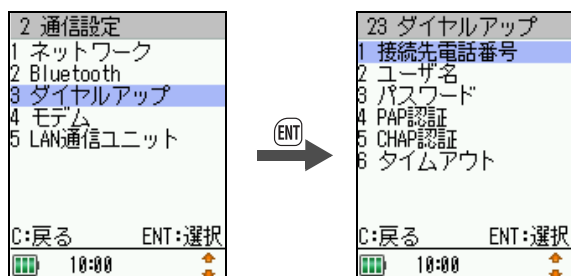 2 通信設定
1 ネットワーク
2 Bluetooth
3 ダイヤルアップ
4 モデム
5 LAN通信ユニット
C:戻る ENT:選択
10:00
ENT
23 ダイヤルアップ
1 接続先電話番号
2 ユーザ名
3 パスワード
4 PAP認証
5 CHAP認証
6 タイムアウト
C:戻る ENT:選択
10:00